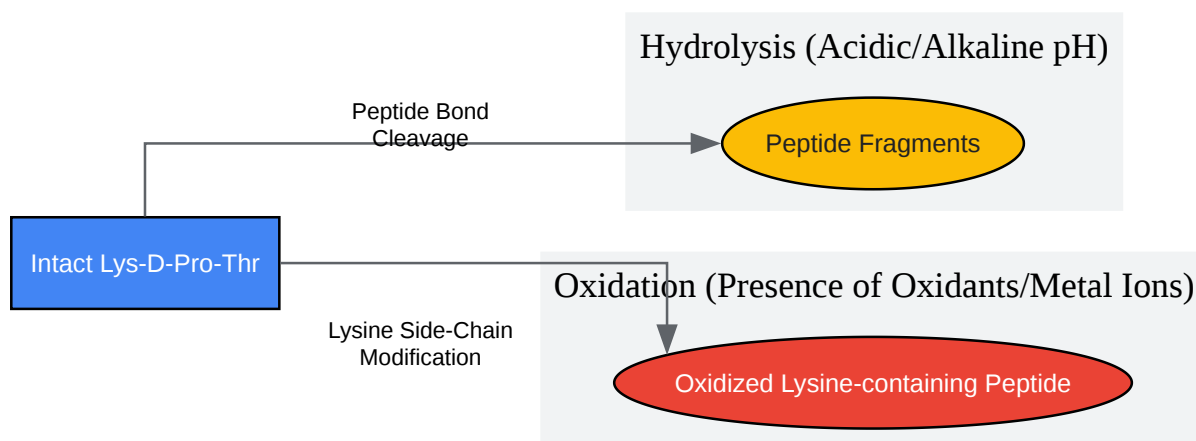 Hydrolysis (Acidic/Alkaline pH)
Peptide Bond
Cleavage
Peptide Fragments
Intact Lys-D-Pro-Thr
Oxidation (Presence of Oxidants/Metal Ions)
Lysine Side-Chain
Modification
Oxidized Lysine-containing Peptide